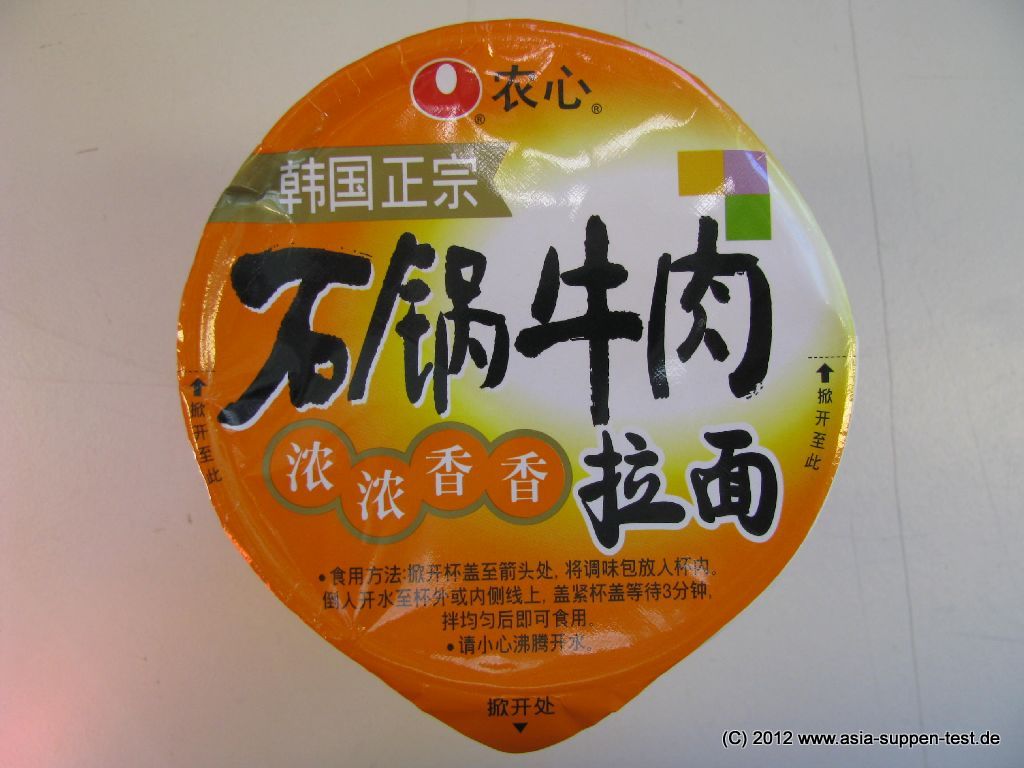 农心
韩国正宗
石锅牛肉
浓浓香香
拉面
掀开至此
掀开至此
•食用方法:掀开杯盖至箭头处,将调味包放入杯内。
倒入开水至杯外或内侧线上,盖紧杯盖等待3分钟,
拌均匀后即可食用。
•请小心沸腾开水。
掀开处
(C) 2012 www.asia-suppen-test.de